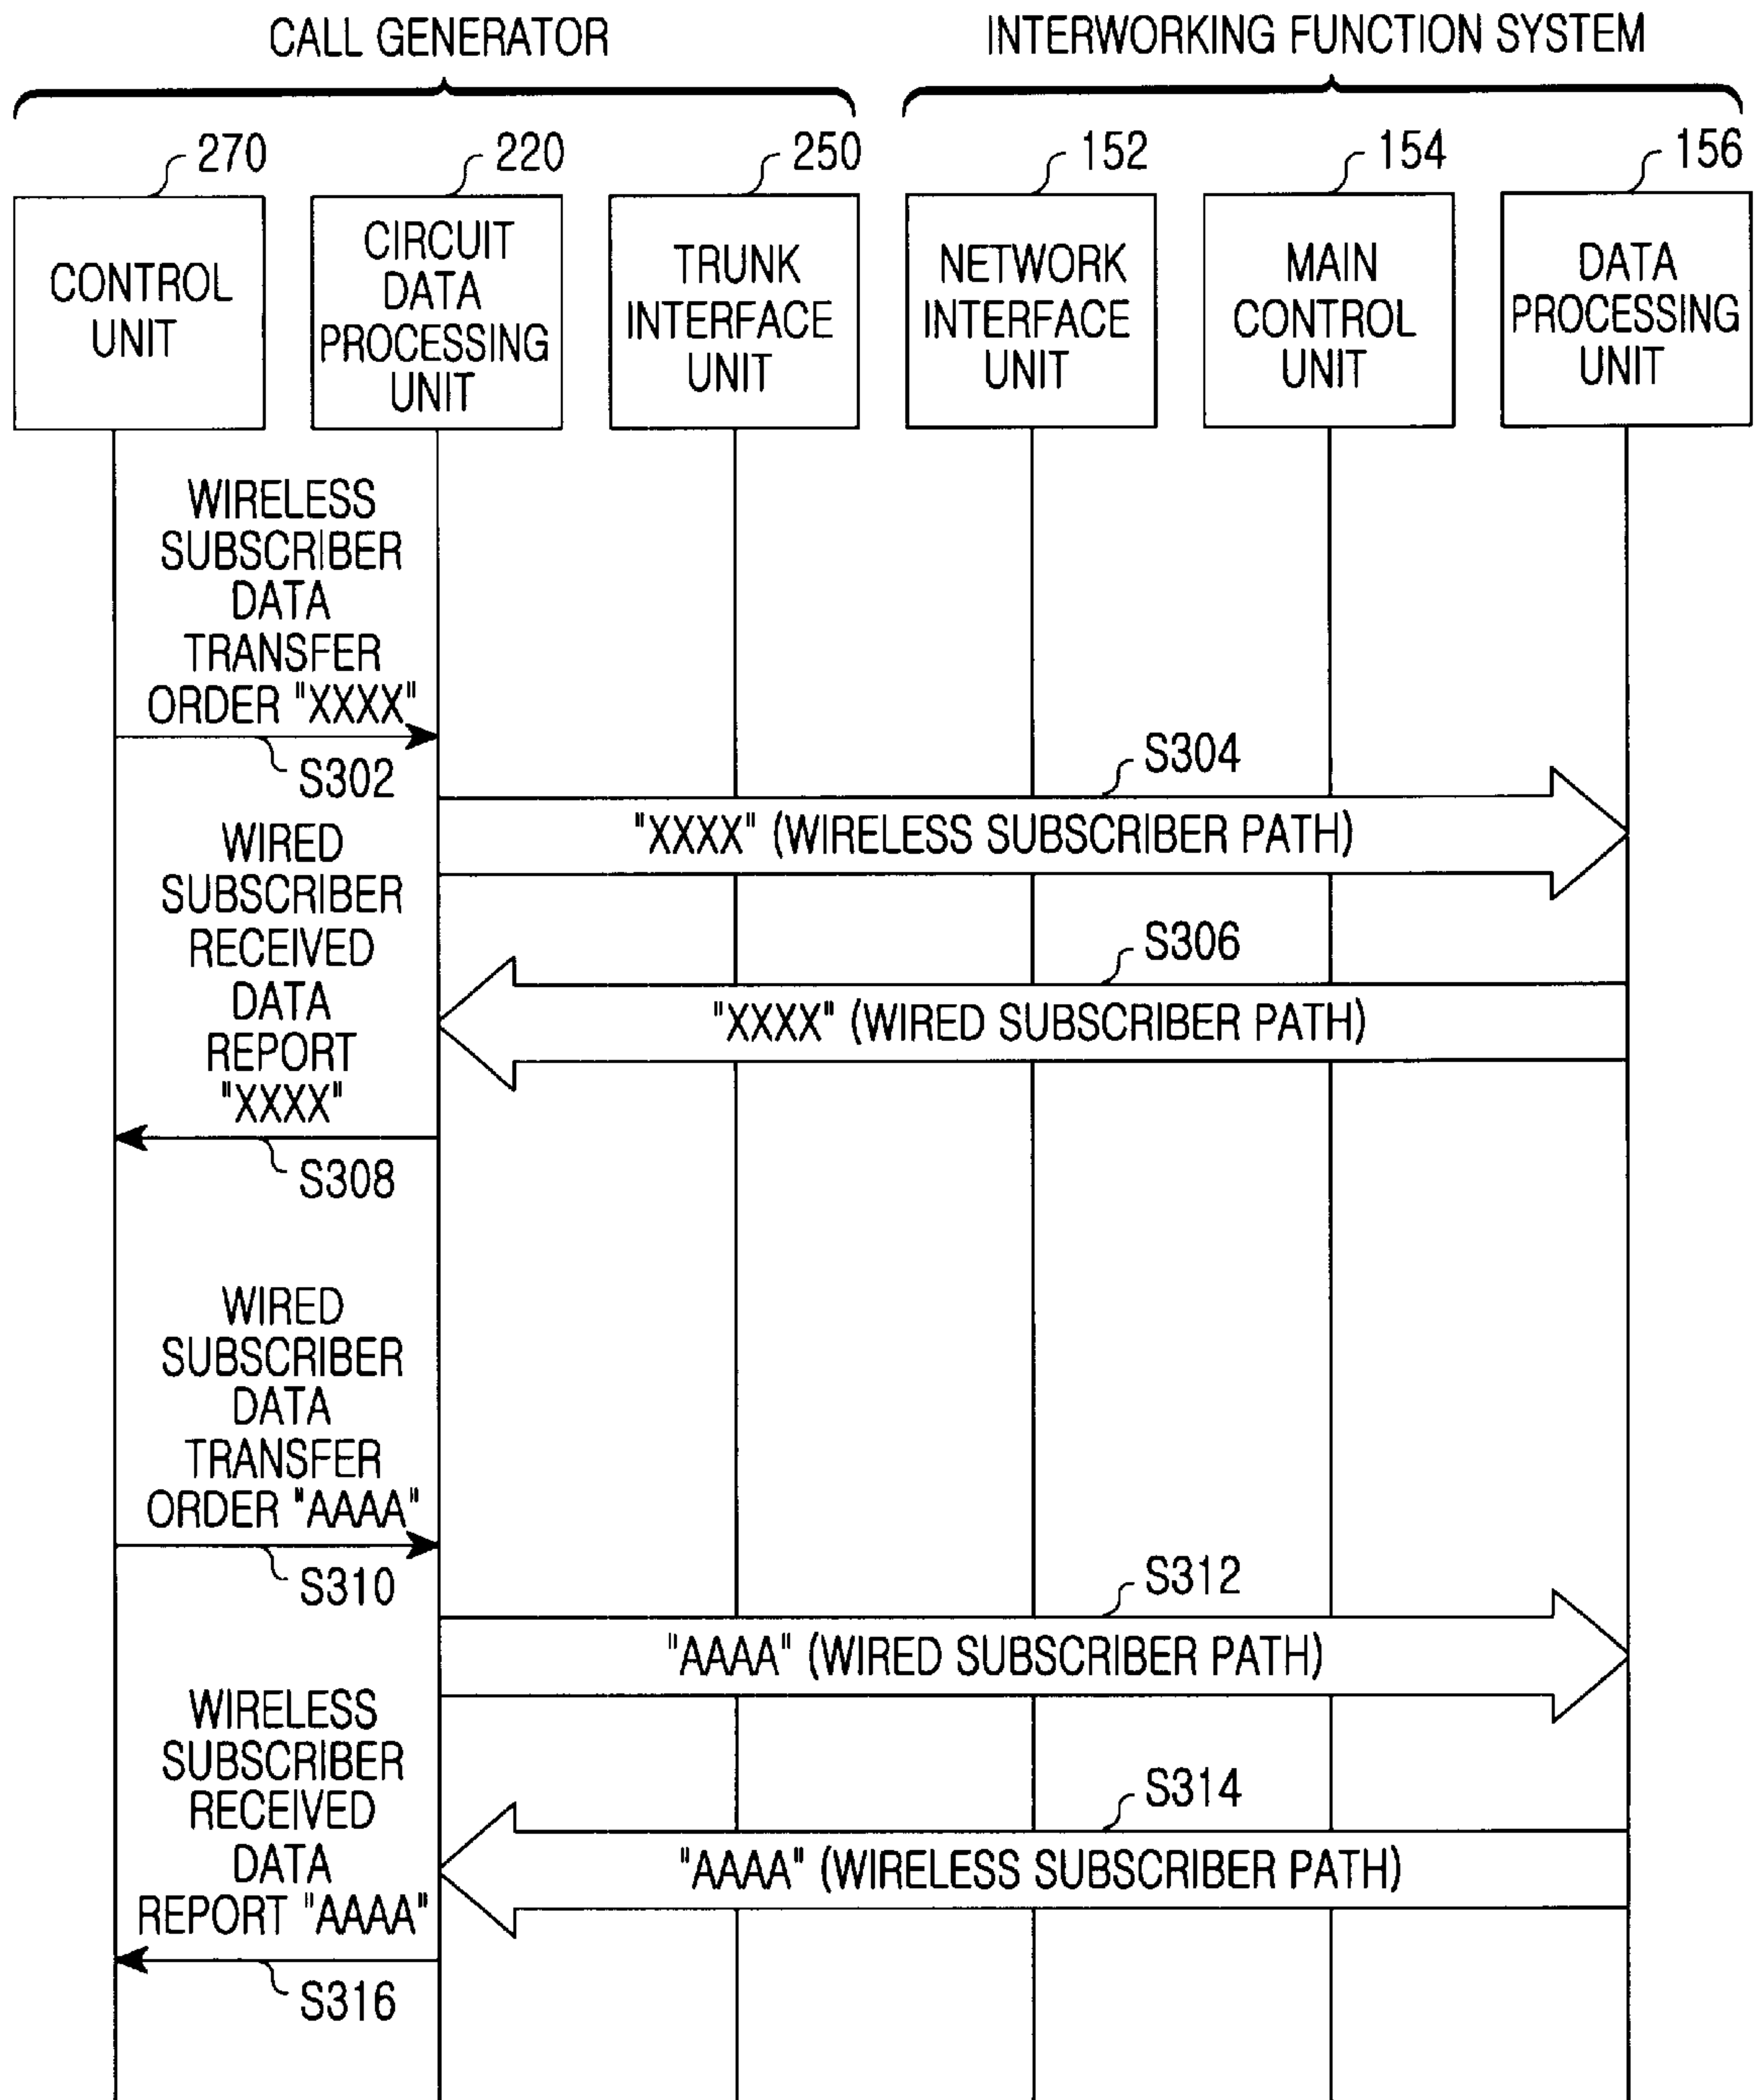 CALL GENERATOR
INTERWORKING FUNCTION SYSTEM
270
220
250
152
154
156
CONTROL
UNIT
CIRCUIT
DATA
PROCESSING
UNIT
TRUNK
INTERFACE
UNIT
NETWORK
INTERFACE
UNIT
MAIN
CONTROL
UNIT
DATA
PROCESSING
UNIT
WIRELESS
SUBSCRIBER
DATA
TRANSFER
ORDER "XXXX"
S302
S304
"XXXX" (WIRELESS SUBSCRIBER PATH)
WIRED
SUBSCRIBER
RECEIVED
DATA
REPORT
"XXXX"
S306
"XXXX" (WIRED SUBSCRIBER PATH)
S308
WIRED
SUBSCRIBER
DATA
TRANSFER
ORDER "AAAA"
S310
S312
"AAAA" (WIRED SUBSCRIBER PATH)
WIRELESS
SUBSCRIBER
RECEIVED
DATA
REPORT "AAAA"
S314
"AAAA" (WIRELESS SUBSCRIBER PATH)
S316